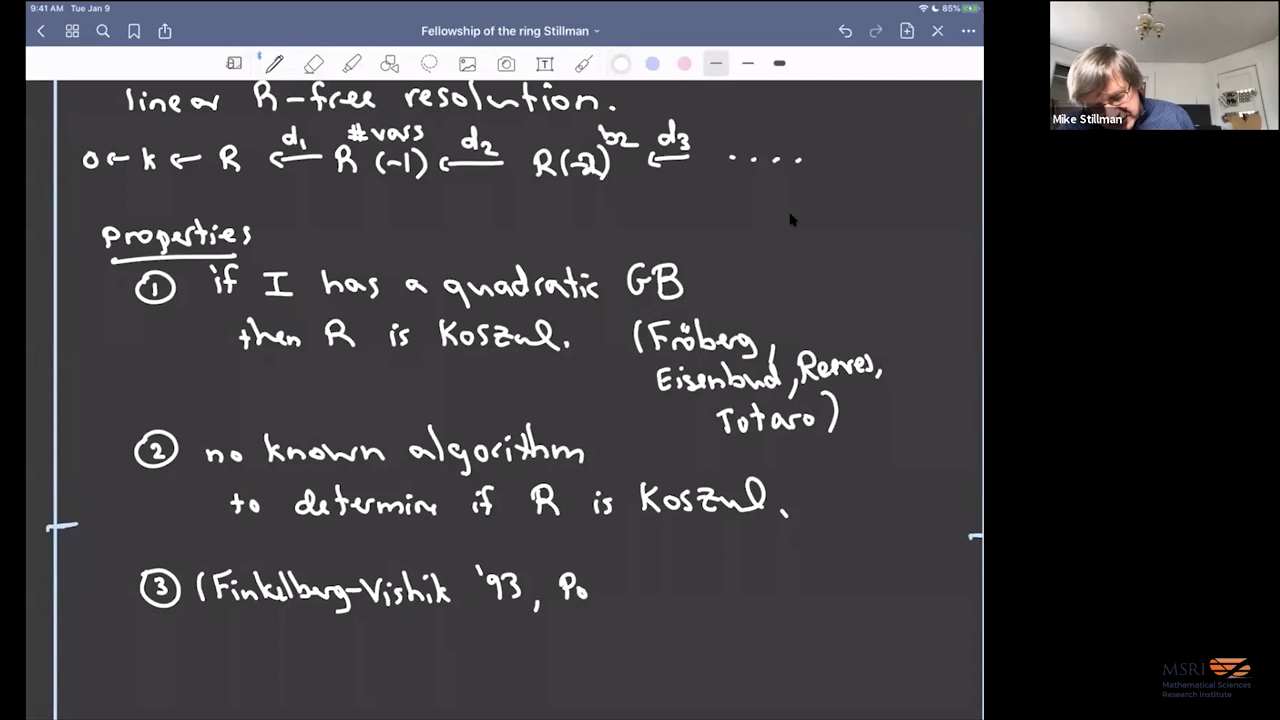 9:41 AM Tue Jan 9
85%
Fellowship of the ring Stillman
linear R-free resolution.
0 ← k ← R ←d₁ R^#vars (-1) ←d₂ R(-2)^b₂ ←d₃ ....
Properties
① if I has a quadratic GB
then R is Koszul. (Fröberg,
Eisenbud, Reeves,
Totaro)
② no known algorithm
to determine if R is Koszul.
③ (Finkelberg-Vishik '93, Po
Mike Stillman
MSRI
Mathematical Sciences
Research Institute